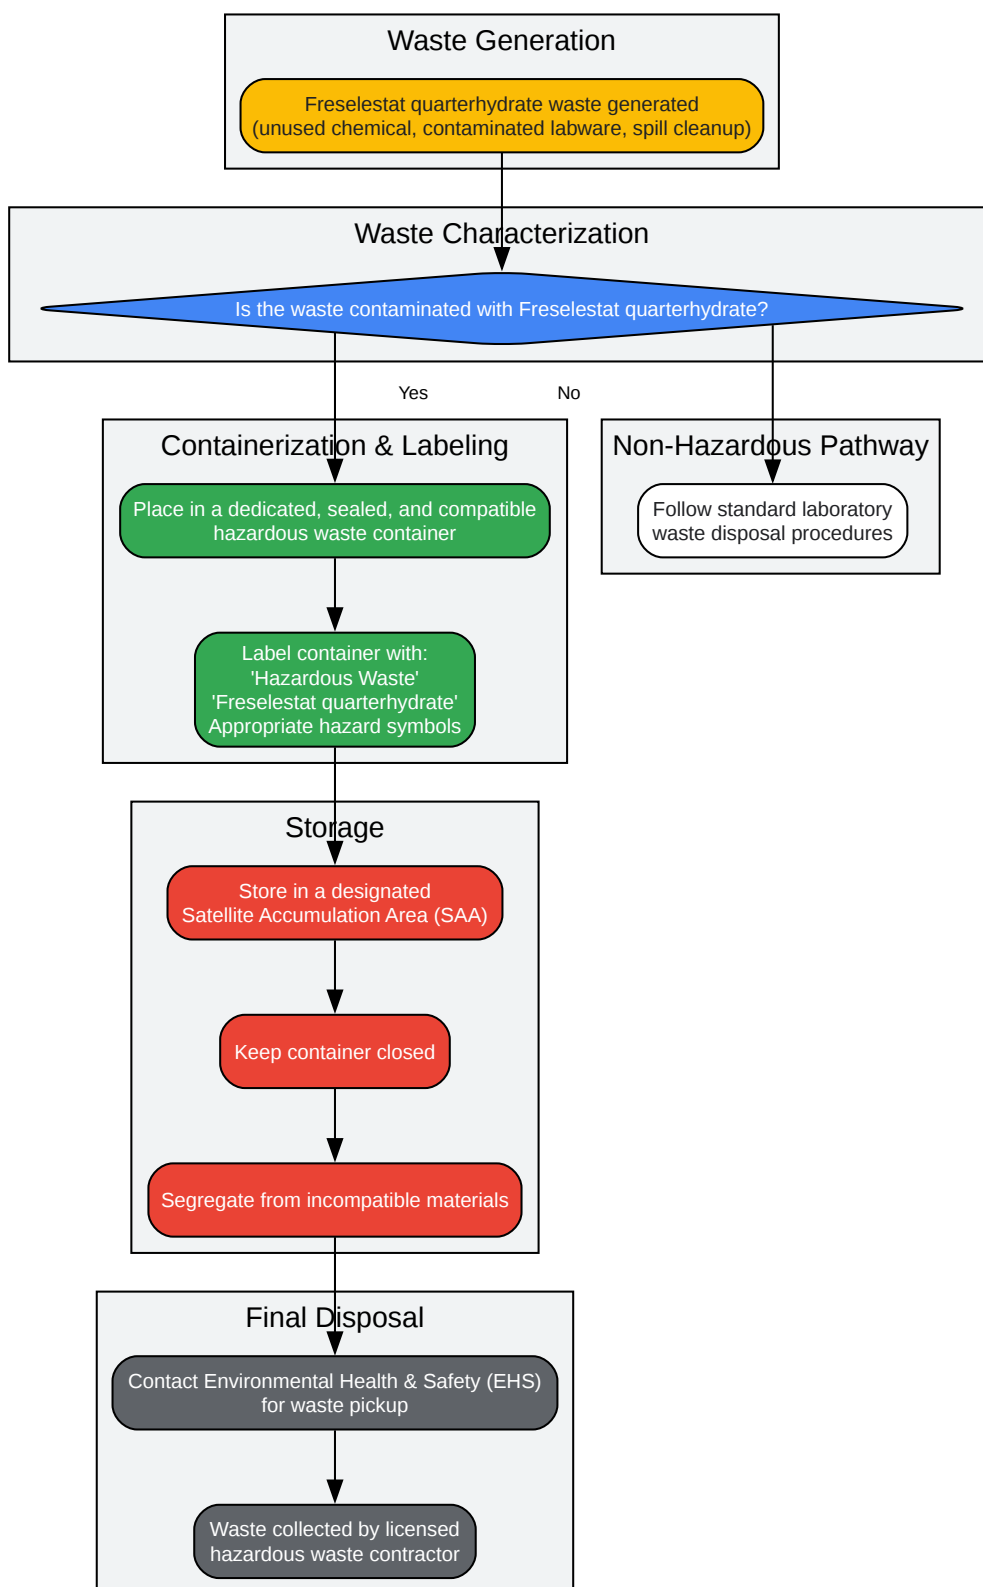 Waste Generation
Freselestat quarterhydrate waste generated
(unused chemical, contaminated labware, spill cleanup)
Waste Characterization
Is the waste contaminated with Freselestat quarterhydrate?
Yes
No
Containerization & Labeling
Place in a dedicated, sealed, and compatible
hazardous waste container
Label container with:
'Hazardous Waste'
'Freselestat quarterhydrate'
Appropriate hazard symbols
Non-Hazardous Pathway
Follow standard laboratory
waste disposal procedures
Storage
Store in a designated
Satellite Accumulation Area (SAA)
Keep container closed
Segregate from incompatible materials
Final Disposal
Contact Environmental Health & Safety (EHS)
for waste pickup
Waste collected by licensed
hazardous waste contractor